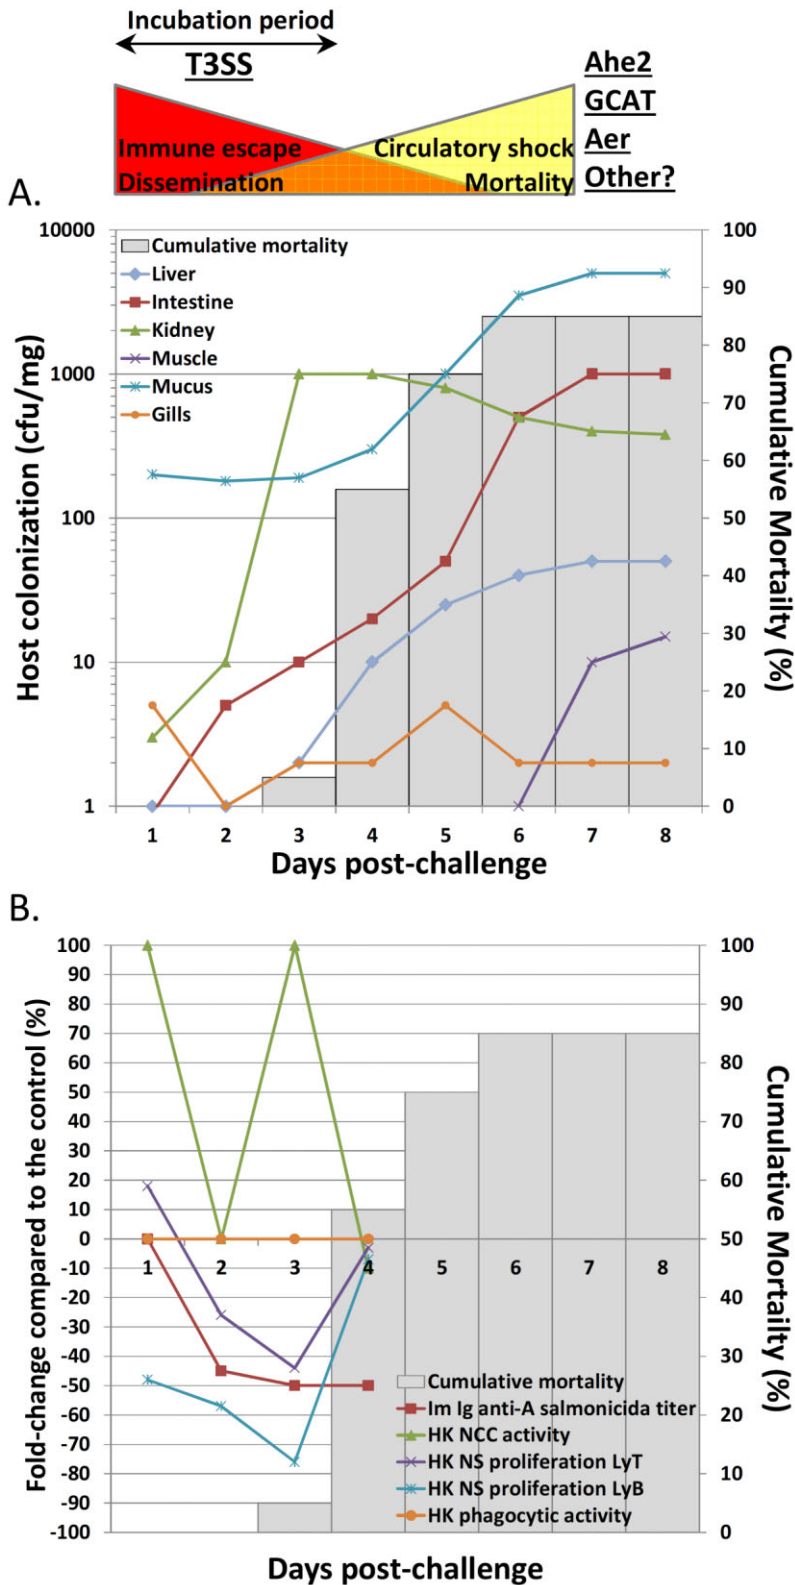 Incubation period
T3SS
Ahe2
GCAT
Aer
Other?
Immune escape
Circulatory shock
Dissemination
Mortality
A.
10000
1000
100
10
1
Host colonization (cfu/mg)
Cumulative mortality
Liver
Intestine
Kidney
Muscle
Mucus
Gills
100
90
80
70
60
50
40
30
20
10
0
Cumulative Mortailty (%)
1 2 3 4 5 6 7 8
Days post-challenge
B.
100
90
80
70
60
50
40
30
20
10
0
-10
-20
-30
-40
-50
-60
-70
-80
-90
-100
Fold-change compared to the control (%)
1 2 3 4 5 6 7 8
Cumulative mortality
Im Ig anti-A salmonicida titer
HK NCC activity
HK NS proliferation LyT
HK NS proliferation LyB
HK phagocytic activity
100
90
80
70
60
50
40
30
20
10
0
Cumulative Mortailty (%)
Days post-challenge